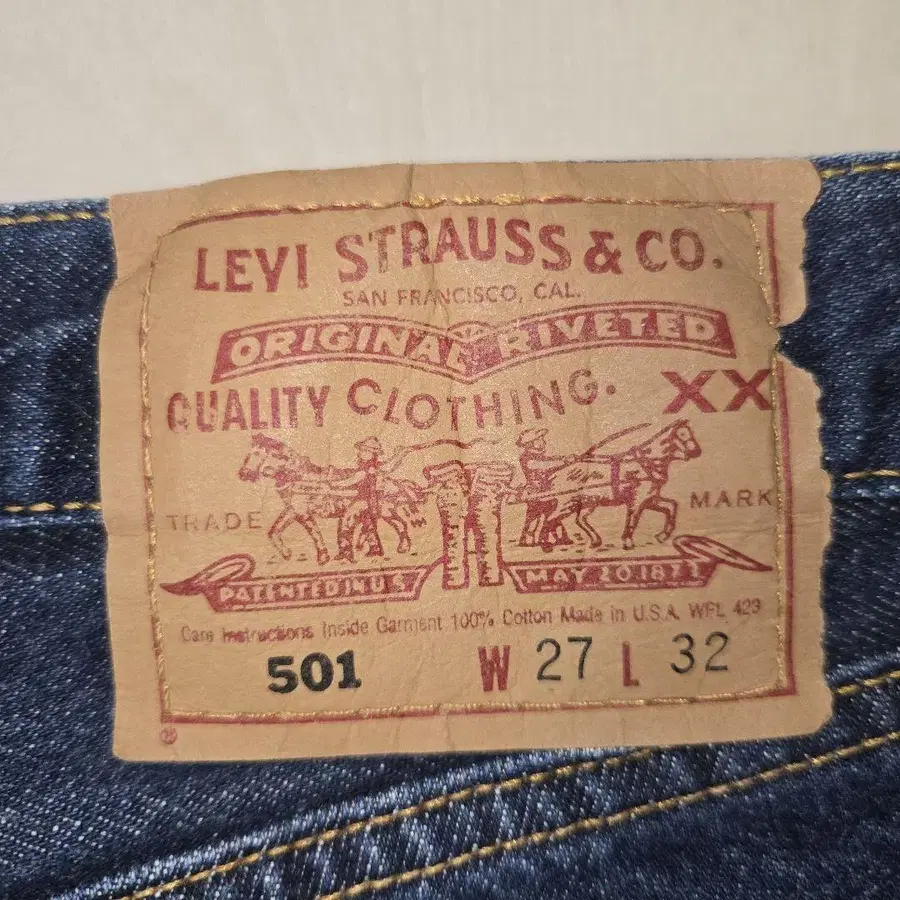 LEVI STRAUSS & CO.
SAN FRANCISCO, CAL.
ORIGINAL RIVETED
QUALITY CLOTHING. XX
TRADE MARK
PATENTED IN U S MAY 20 1873
Care Instructions Inside Garment 100% Cotton Made in U.S.A. WPL 423
501 W 27 L 32
®